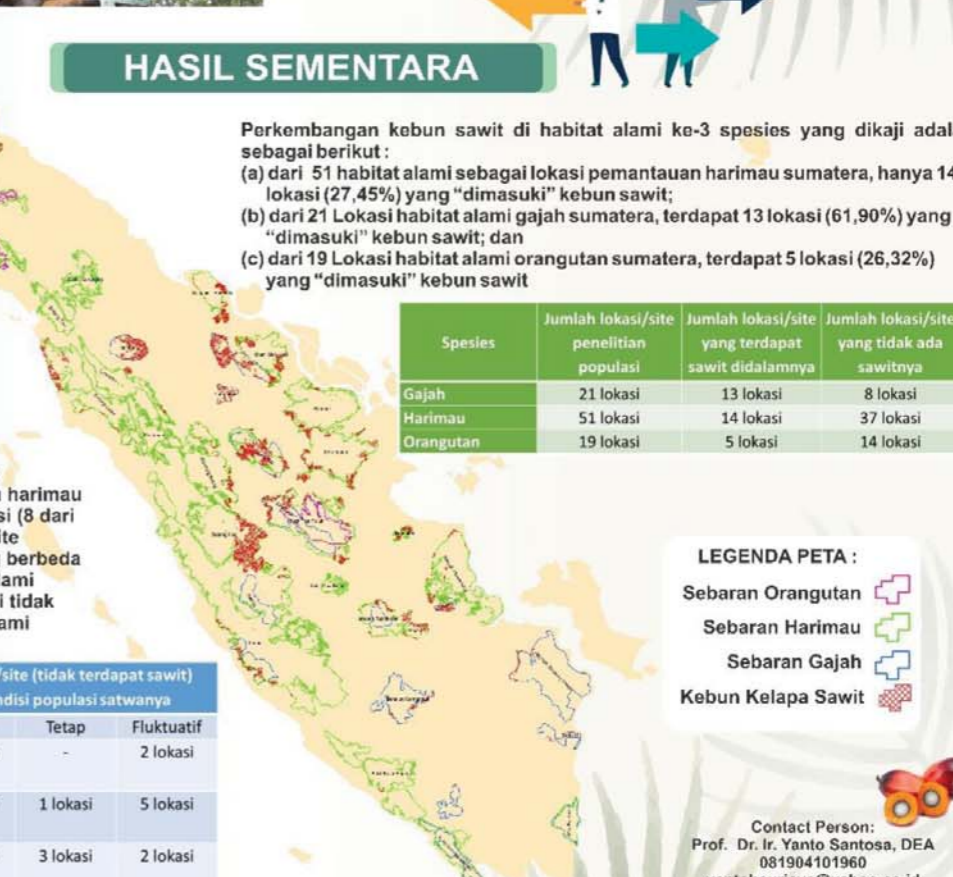 HASIL SEMENTARA
Perkembangan kebun sawit di habitat alami ke-3 spesies yang dikaji adal
sebagai berikut :
(a) dari 51 habitat alami sebagai lokasi pemantauan harimau sumatera, hanya 14
lokasi (27,45%) yang “dimasuki” kebun sawit;
(b) dari 21 Lokasi habitat alami gajah sumatera, terdapat 13 lokasi (61,90%) yang
“dimasuki” kebun sawit; dan
(c) dari 19 Lokasi habitat alami orangutan sumatera, terdapat 5 lokasi (26,32%)
yang “dimasuki” kebun sawit
Spesies | Jumlah lokasi/site penelitian populasi | Jumlah lokasi/site yang terdapat sawit didalamnya | Jumlah lokasi/site yang tidak ada sawitnya
Gajah 21 lokasi 13 lokasi 8 lokasi
Harimau 51 lokasi 14 lokasi 37 lokasi
Orangutan 19 lokasi 5 lokasi 14 lokasi
harimau
si (8 dari
ite
berbeda
lami
i tidak
ami
/site (tidak terdapat sawit)
ndisi populasi satwanya
Tetap Fluktuatif
- 2 lokasi
1 lokasi 5 lokasi
3 lokasi 2 lokasi
LEGENDA PETA :
Sebaran Orangutan
Sebaran Harimau
Sebaran Gajah
Kebun Kelapa Sawit
Contact Person:
Prof. Dr. Ir. Yanto Santosa, DEA
081904101960